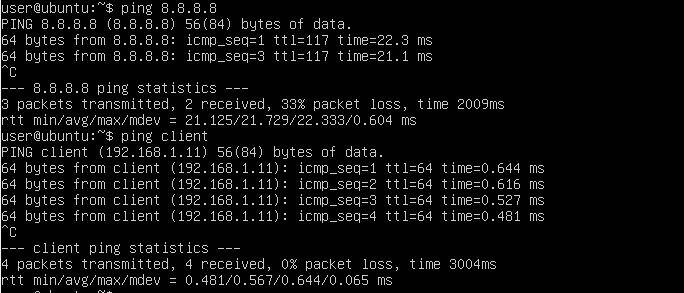 user@ubuntu:~$ ping 8.8.8.8
PING 8.8.8.8 (8.8.8.8) 56(84) bytes of data.
64 bytes from 8.8.8.8: icmp_seq=1 ttl=117 time=22.3 ms
64 bytes from 8.8.8.8: icmp_seq=3 ttl=117 time=21.1 ms
^C
--- 8.8.8.8 ping statistics ---
3 packets transmitted, 2 received, 33% packet loss, time 2009ms
rtt min/avg/max/mdev = 21.125/21.729/22.333/0.604 ms
user@ubuntu:~$ ping client
PING client (192.168.1.11) 56(84) bytes of data.
64 bytes from client (192.168.1.11): icmp_seq=1 ttl=64 time=0.644 ms
64 bytes from client (192.168.1.11): icmp_seq=2 ttl=64 time=0.616 ms
64 bytes from client (192.168.1.11): icmp_seq=3 ttl=64 time=0.527 ms
64 bytes from client (192.168.1.11): icmp_seq=4 ttl=64 time=0.481 ms
^C
--- client ping statistics ---
4 packets transmitted, 4 received, 0% packet loss, time 3004ms
rtt min/avg/max/mdev = 0.481/0.567/0.644/0.065 ms